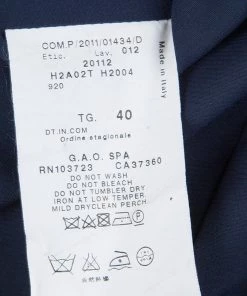 COM.P/2011/01434/D
Etic. Lav. 012
20112
H2A02T H2004
920
Made in Italy
TG. 40
DT.IN.COM.
Ordine stagionale
G.A.O. SPA
RN103723 CA37360
DO NOT WASH
DO NOT BLEACH
DO NOT TUMBLER DRY
IRON AT LOW TEMPER.
MILD DRYCLEAN PERCH.